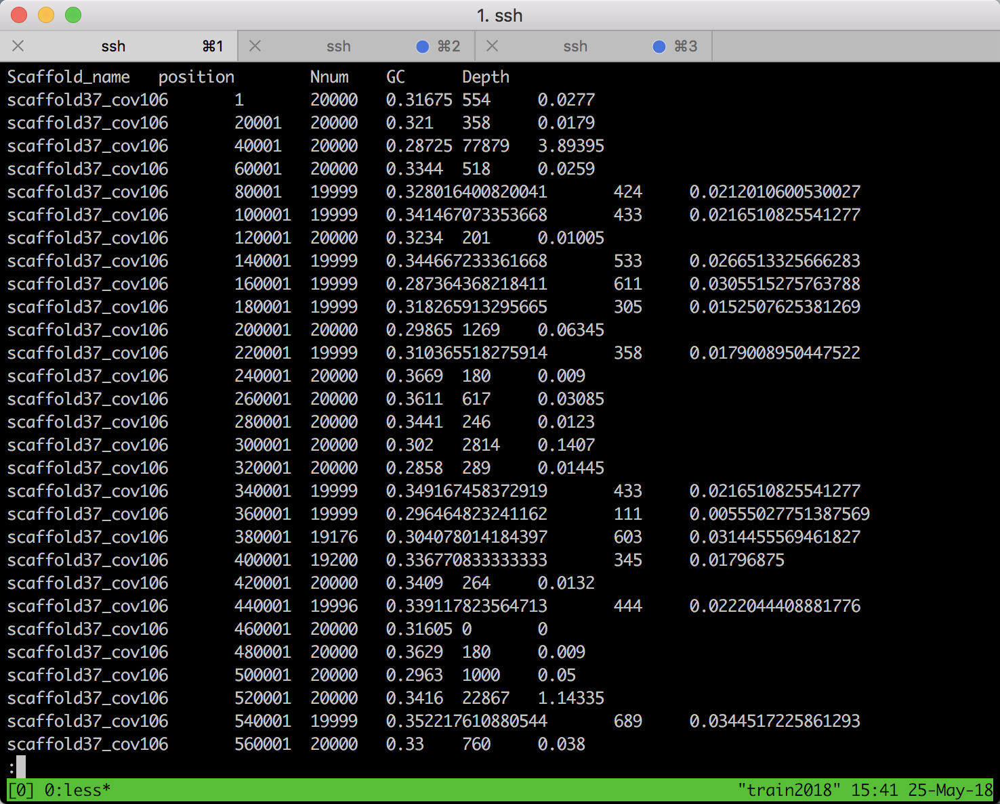 1. ssh
ssh ⌘1 ssh ⌘2 ssh ⌘3
Scaffold_name position Nnum GC Depth
scaffold37_cov106 1 20000 0.31675 554 0.0277
scaffold37_cov106 20001 20000 0.321 358 0.0179
scaffold37_cov106 40001 20000 0.28725 77879 3.89395
scaffold37_cov106 60001 20000 0.3344 518 0.0259
scaffold37_cov106 80001 19999 0.328016400820041 424 0.0212010600530027
scaffold37_cov106 100001 19999 0.341467073353668 433 0.0216510825541277
scaffold37_cov106 120001 20000 0.3234 201 0.01005
scaffold37_cov106 140001 19999 0.344667233361668 533 0.0266513325666283
scaffold37_cov106 160001 19999 0.287364368218411 611 0.0305515275763788
scaffold37_cov106 180001 19999 0.318265913295665 305 0.0152507625381269
scaffold37_cov106 200001 20000 0.29865 1269 0.06345
scaffold37_cov106 220001 19999 0.310365518275914 358 0.0179008950447522
scaffold37_cov106 240001 20000 0.3669 180 0.009
scaffold37_cov106 260001 20000 0.3611 617 0.03085
scaffold37_cov106 280001 20000 0.3441 246 0.0123
scaffold37_cov106 300001 20000 0.302 2814 0.1407
scaffold37_cov106 320001 20000 0.2858 289 0.01445
scaffold37_cov106 340001 19999 0.349167458372919 433 0.0216510825541277
scaffold37_cov106 360001 19999 0.296464823241162 111 0.00555027751387569
scaffold37_cov106 380001 19176 0.304078014184397 603 0.0314455569461827
scaffold37_cov106 400001 19200 0.336770833333333 345 0.01796875
scaffold37_cov106 420001 20000 0.3409 264 0.0132
scaffold37_cov106 440001 19996 0.339117823564713 444 0.0222044408881776
scaffold37_cov106 460001 20000 0.31605 0 0
scaffold37_cov106 480001 20000 0.3629 180 0.009
scaffold37_cov106 500001 20000 0.2963 1000 0.05
scaffold37_cov106 520001 20000 0.3416 22867 1.14335
scaffold37_cov106 540001 19999 0.352217610880544 689 0.0344517225861293
scaffold37_cov106 560001 20000 0.33 760 0.038
:
[0] 0:less* "train2018" 15:41 25-May-18